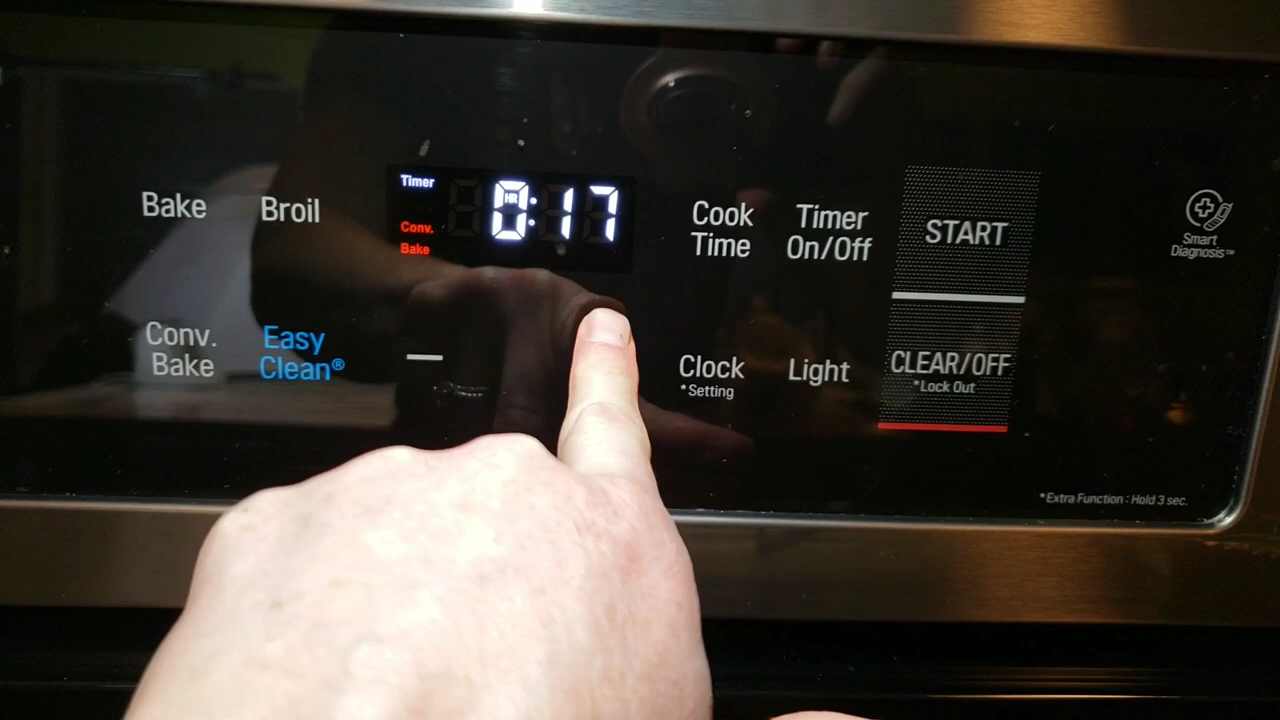 Timer
HR
0:17
Conv.
Bake
Bake
Broil
Cook
Time
Timer
On/Off
START
Smart
Diagnosis™
Conv.
Bake
Easy
Clean®
—
Clock
*Setting
Light
CLEAR/OFF
*Lock Out
*Extra Function : Hold 3 sec.